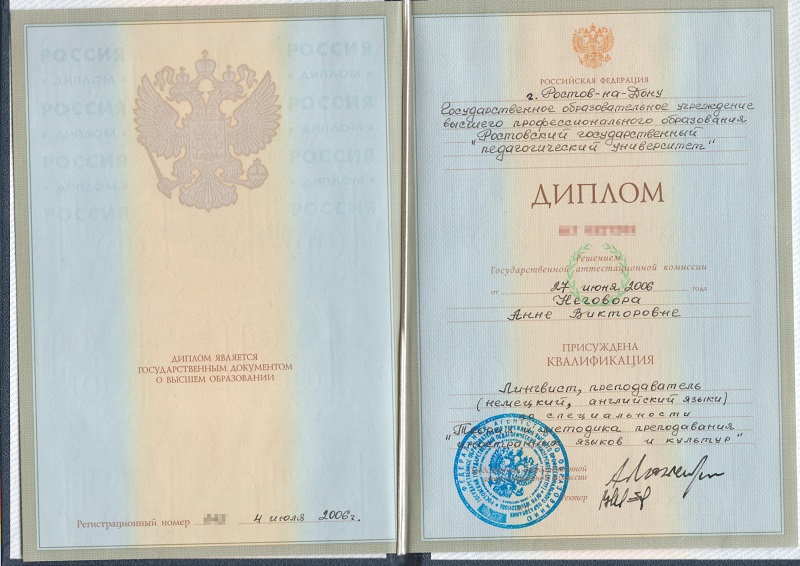 РОССИЯ
• ДИПЛОМ •
РОССИЯ
• ДИПЛОМ •
РОССИЯ
• ДИПЛОМ •
РОССИЯ
• ДИПЛОМ •
РОССИЯ
• ДИПЛОМ •
РОССИЯ
• ДИПЛОМ •
РОССИЯ
РОССИЯ
ДИПЛОМ ЯВЛЯЕТСЯ
ГОСУДАРСТВЕННЫМ ДОКУМЕНТОМ
О ВЫСШЕМ ОБРАЗОВАНИИ
Регистрационный номер 4 июля 2006г.
РОССИЙСКАЯ ФЕДЕРАЦИЯ
г. Ростов-на-Дону
Государственное образовательное учреждение
высшего профессионального образования
"Ростовский государственный
педагогический университет"
ДИПЛОМ
Решением
Государственной аттестационной комиссии
от 27 июня 2006 года
Неговора
Анне Викторовне
ПРИСУЖДЕНА
КВАЛИФИКАЦИЯ
Лингвист, преподаватель
(немецкий, английский языки)
по специальности
"Теория и методика преподавания
иностранных языков и культур"